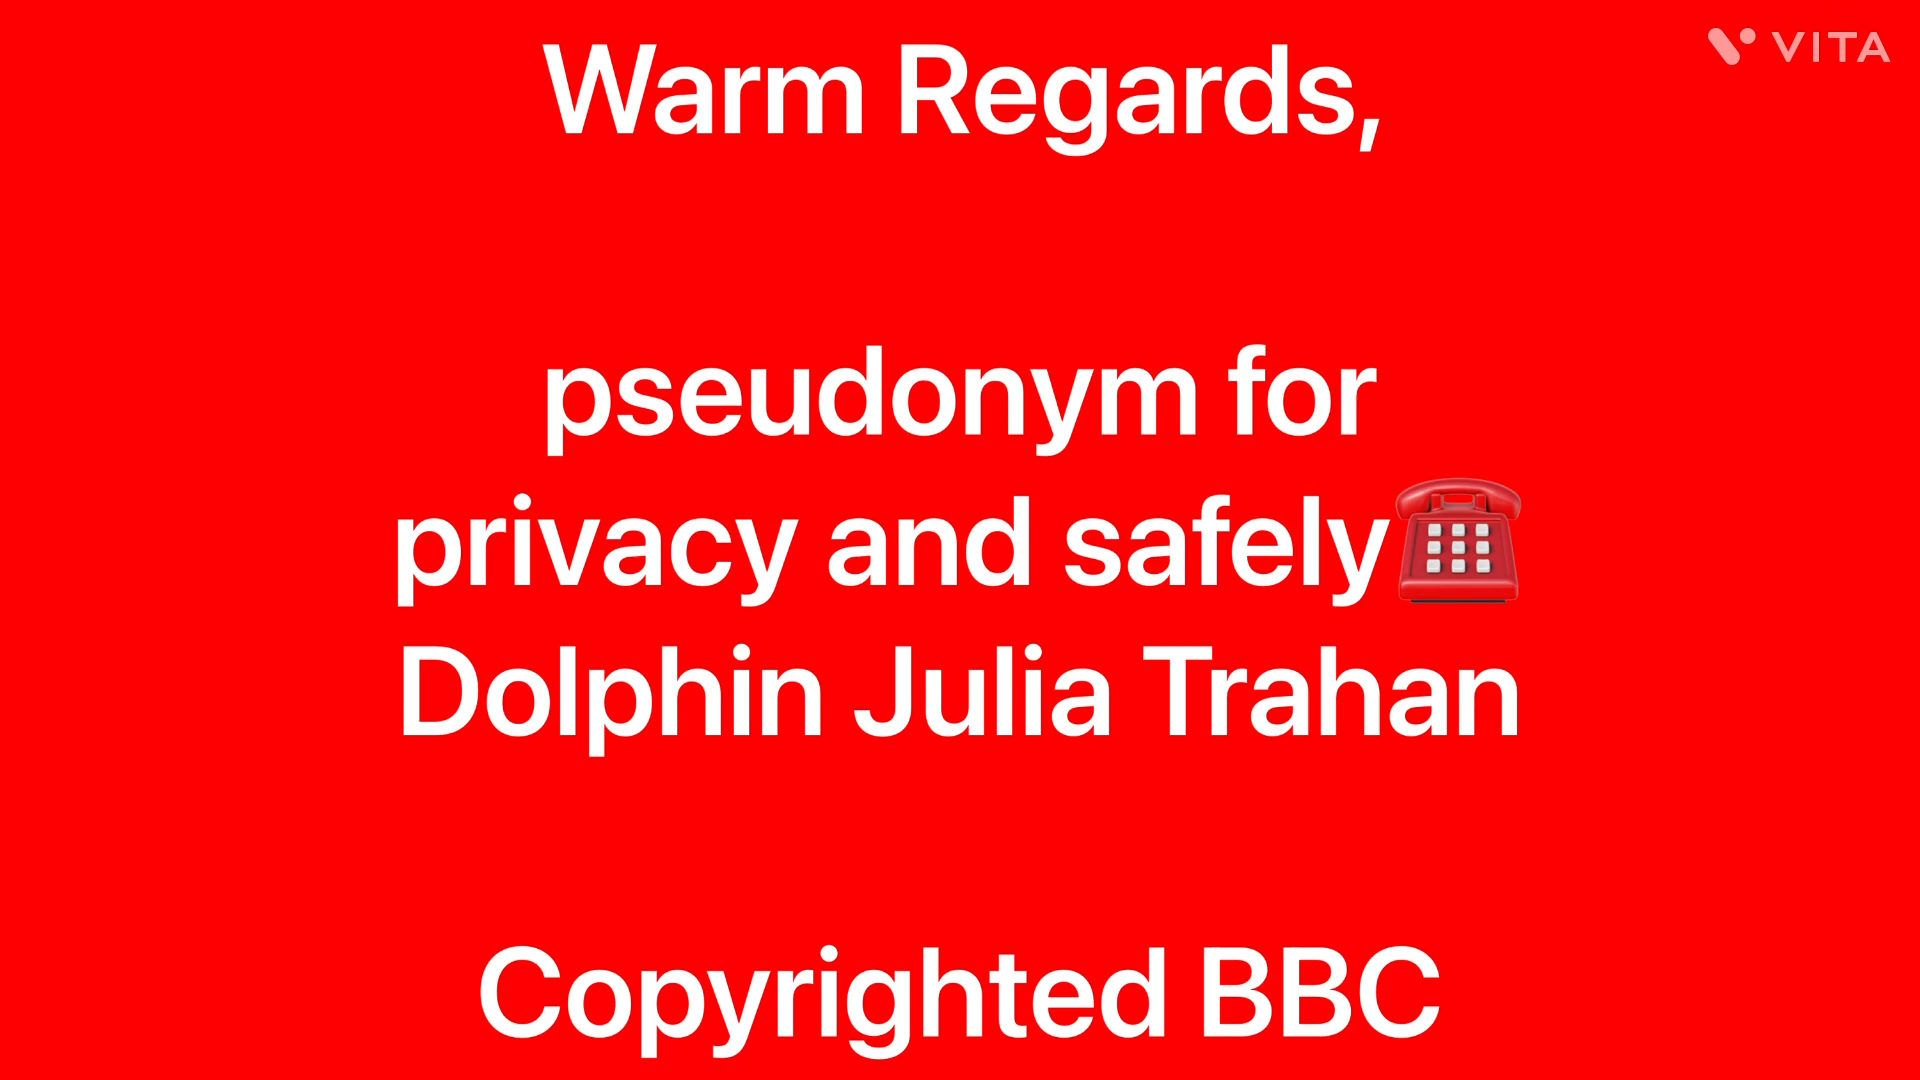 VITA
Warm Regards,
pseudonym for
privacy and safely☎️
Dolphin Julia Trahan
Copyrighted BBC